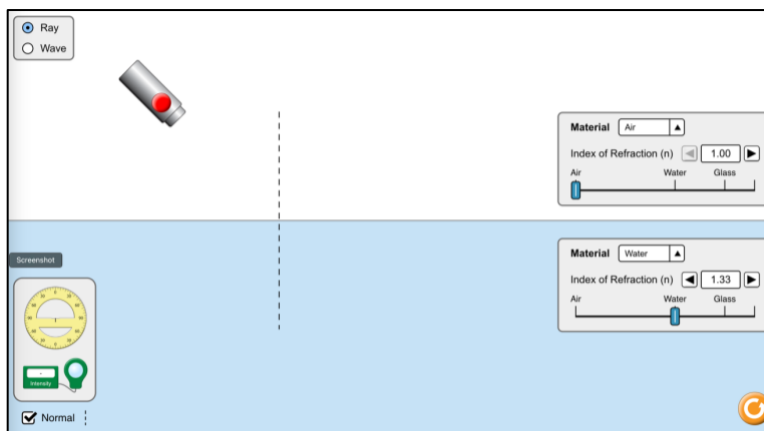 Ray
Wave
Material Air
Index of Refraction (n) 1.00
Air Water Glass
Screenshot
Material Water
Index of Refraction (n) 1.33
Air Water Glass
Intensity
Normal